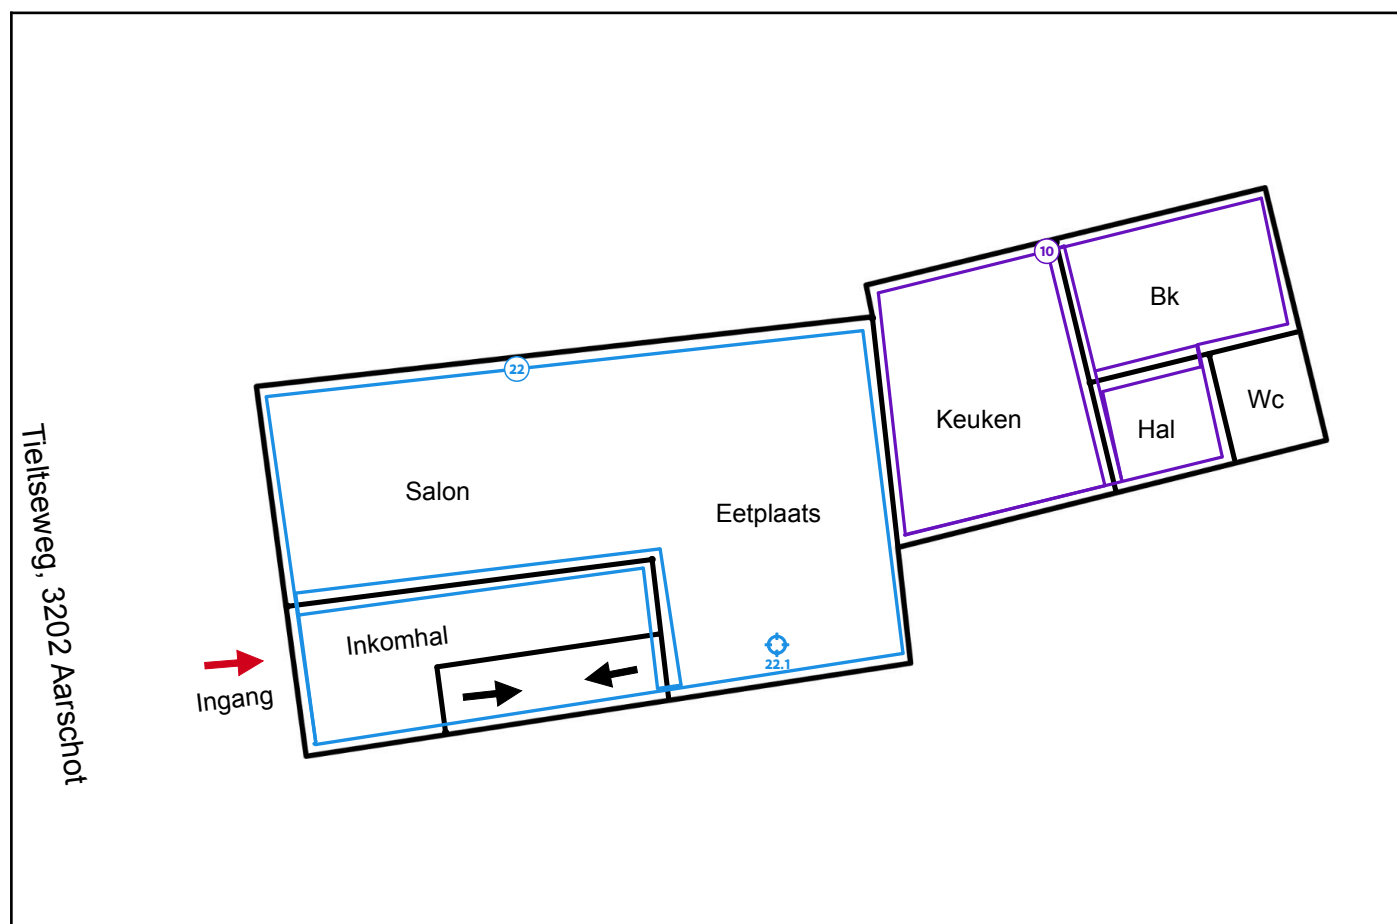 10
Bk
22
Wc
Keuken
Hal
Salon
Eetplaats
Tieltseweg, 3202 Aarschot
Inkomhal
22.1
Ingang